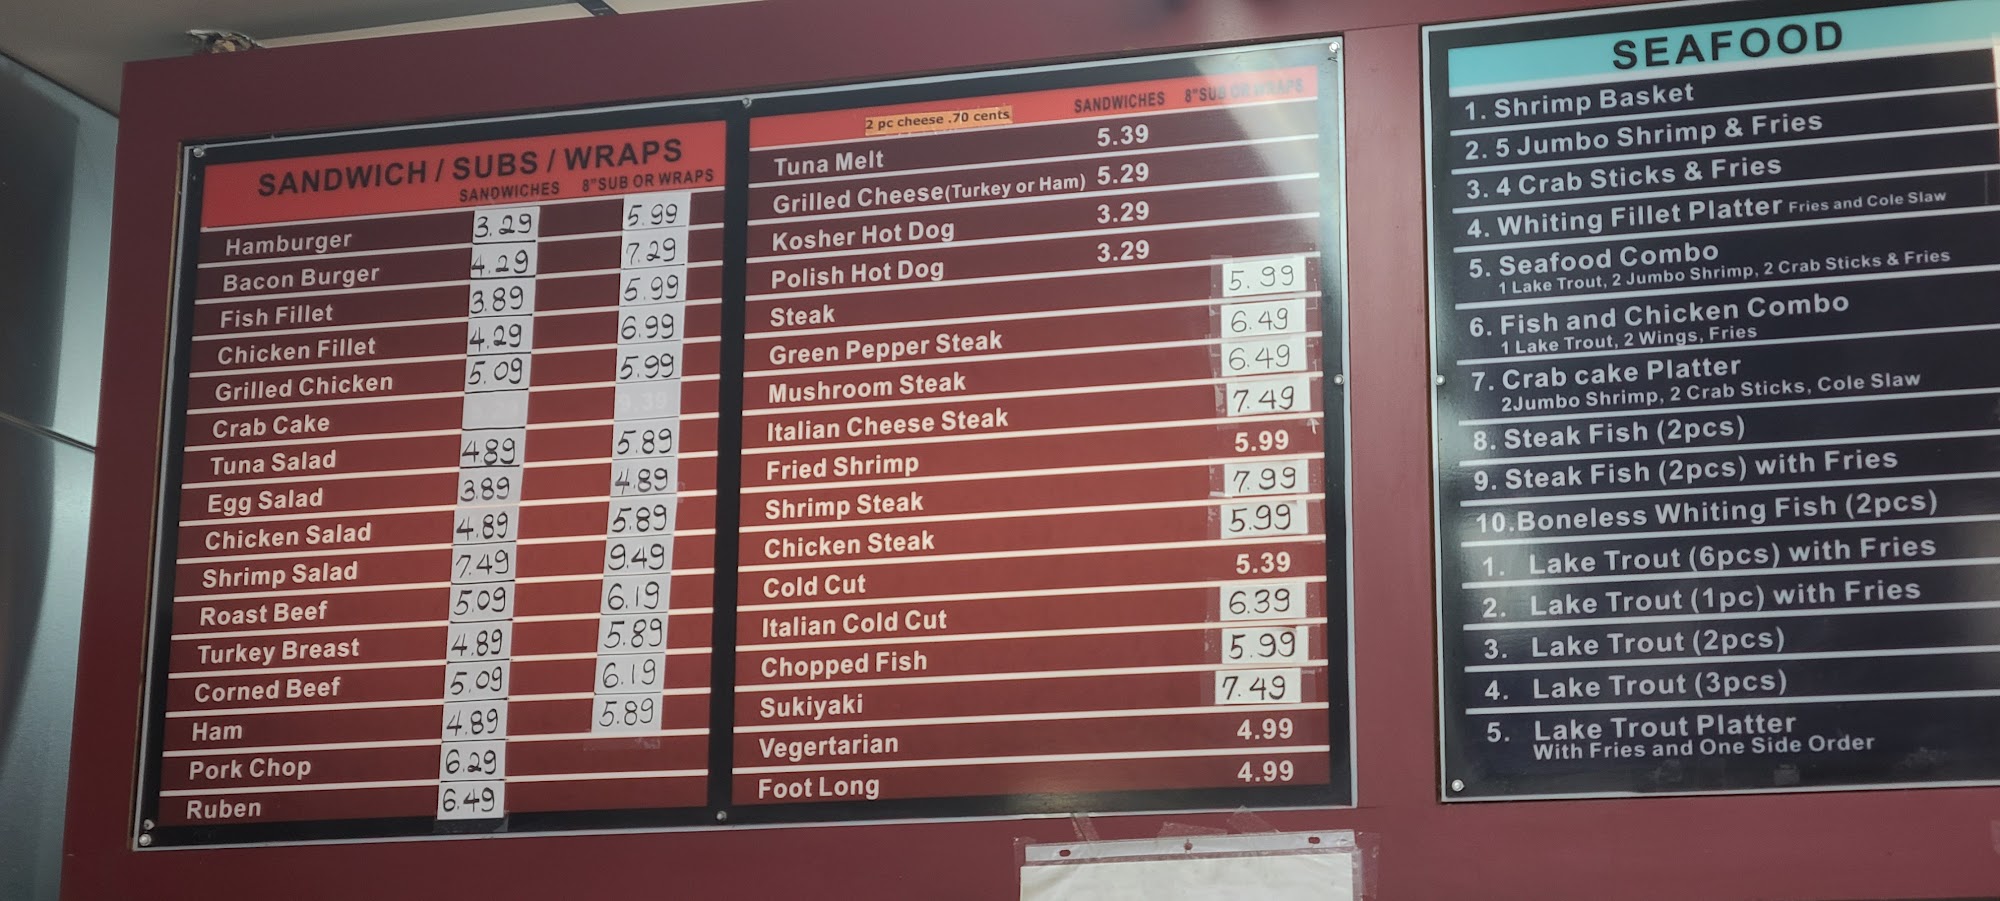 SANDWICH / SUBS / WRAPS
SANDWICHES 8"SUB OR WRAPS
Hamburger 3.29 5.99
Bacon Burger 4.29 7.29
Fish Fillet 3.89 5.99
Chicken Fillet 4.29 6.99
Grilled Chicken 5.09 5.99
Crab Cake
Tuna Salad 4.89 5.89
Egg Salad 3.89 4.89
Chicken Salad 4.89 5.89
Shrimp Salad 7.49 9.49
Roast Beef 5.09 6.19
Turkey Breast 4.89 5.89
Corned Beef 5.09 6.19
Ham 4.89 5.89
Pork Chop 6.29
Ruben 6.49
2 pc cheese .70 cents
SANDWICHES 8"SUB OR WRAPS
Tuna Melt 5.39
Grilled Cheese(Turkey or Ham) 5.29
Kosher Hot Dog 3.29
Polish Hot Dog 3.29
Steak 5.99
Green Pepper Steak 6.49
Mushroom Steak 6.49
Italian Cheese Steak 7.49
Fried Shrimp 5.99
Shrimp Steak 7.99
Chicken Steak 5.99
Cold Cut 5.39
Italian Cold Cut 6.39
Chopped Fish 5.99
Sukiyaki 7.49
Vegertarian 4.99
Foot Long 4.99
SEAFOOD
1. Shrimp Basket
2. 5 Jumbo Shrimp & Fries
3. 4 Crab Sticks & Fries
4. Whiting Fillet Platter Fries and Cole Slaw
5. Seafood Combo
1 Lake Trout, 2 Jumbo Shrimp, 2 Crab Sticks & Fries
6. Fish and Chicken Combo
1 Lake Trout, 2 Wings, Fries
7. Crab cake Platter
2Jumbo Shrimp, 2 Crab Sticks, Cole Slaw
8. Steak Fish (2pcs)
9. Steak Fish (2pcs) with Fries
10.Boneless Whiting Fish (2pcs)
1. Lake Trout (6pcs) with Fries
2. Lake Trout (1pc) with Fries
3. Lake Trout (2pcs)
4. Lake Trout (3pcs)
5. Lake Trout Platter
With Fries and One Side Order